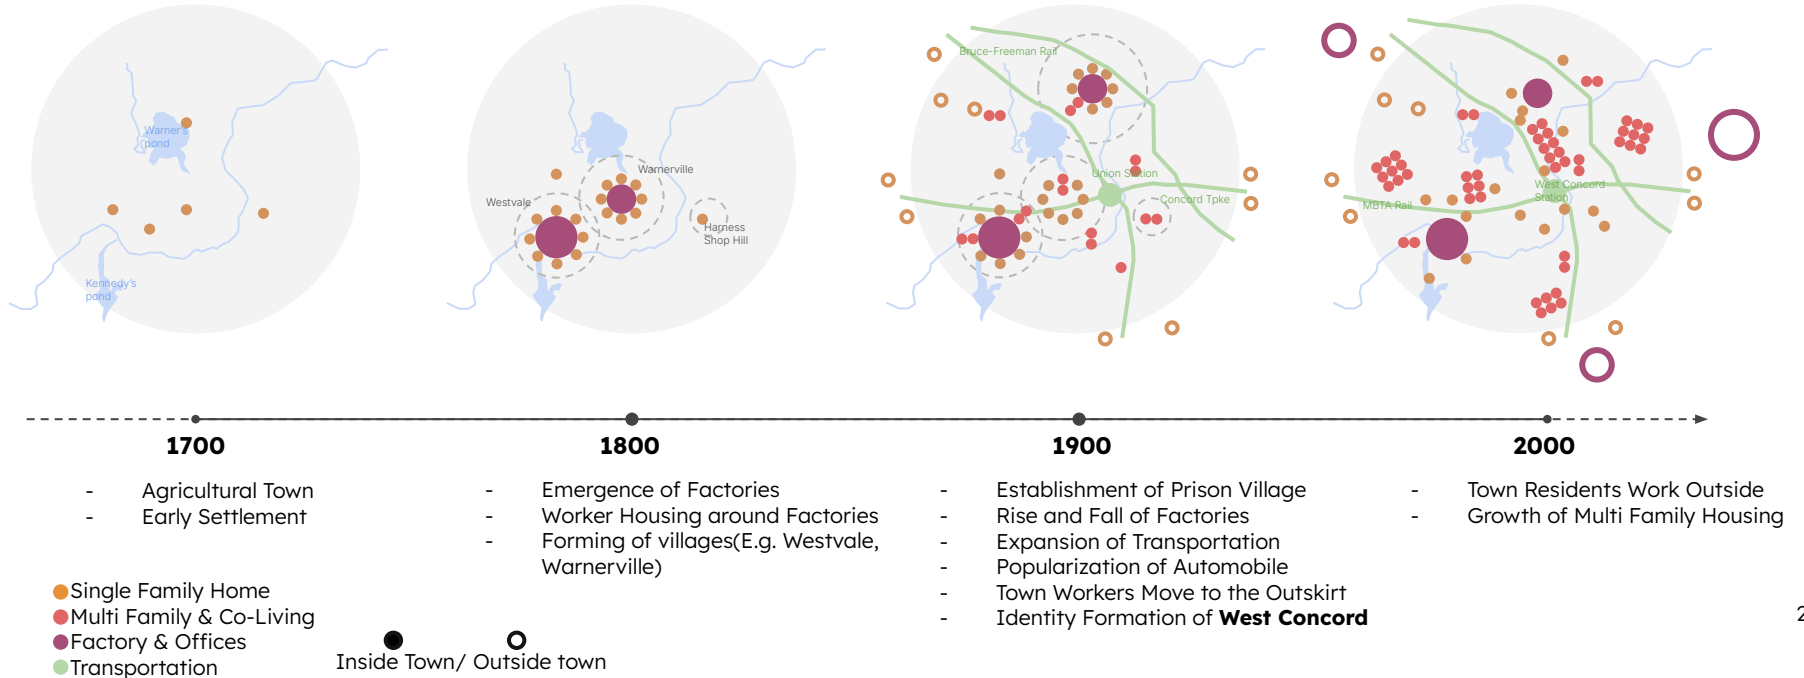 Warner's
pond
Kennedy's
pond
Westvale
Warnerville
Harness
Shop Hill
Bruce-Freeman Rail
Union Station
Concord Tpke
West Concord
Station
MBTA Rail
1700
- Agricultural Town
- Early Settlement
1800
- Emergence of Factories
- Worker Housing around Factories
- Forming of villages(E.g. Westvale,
Warnerville)
1900
- Establishment of Prison Village
- Rise and Fall of Factories
- Expansion of Transportation
- Popularization of Automobile
- Town Workers Move to the Outskirt
- Identity Formation of West Concord
2000
- Town Residents Work Outside
- Growth of Multi Family Housing
Single Family Home
Multi Family & Co-Living
Factory & Offices
Transportation
Inside Town/ Outside town